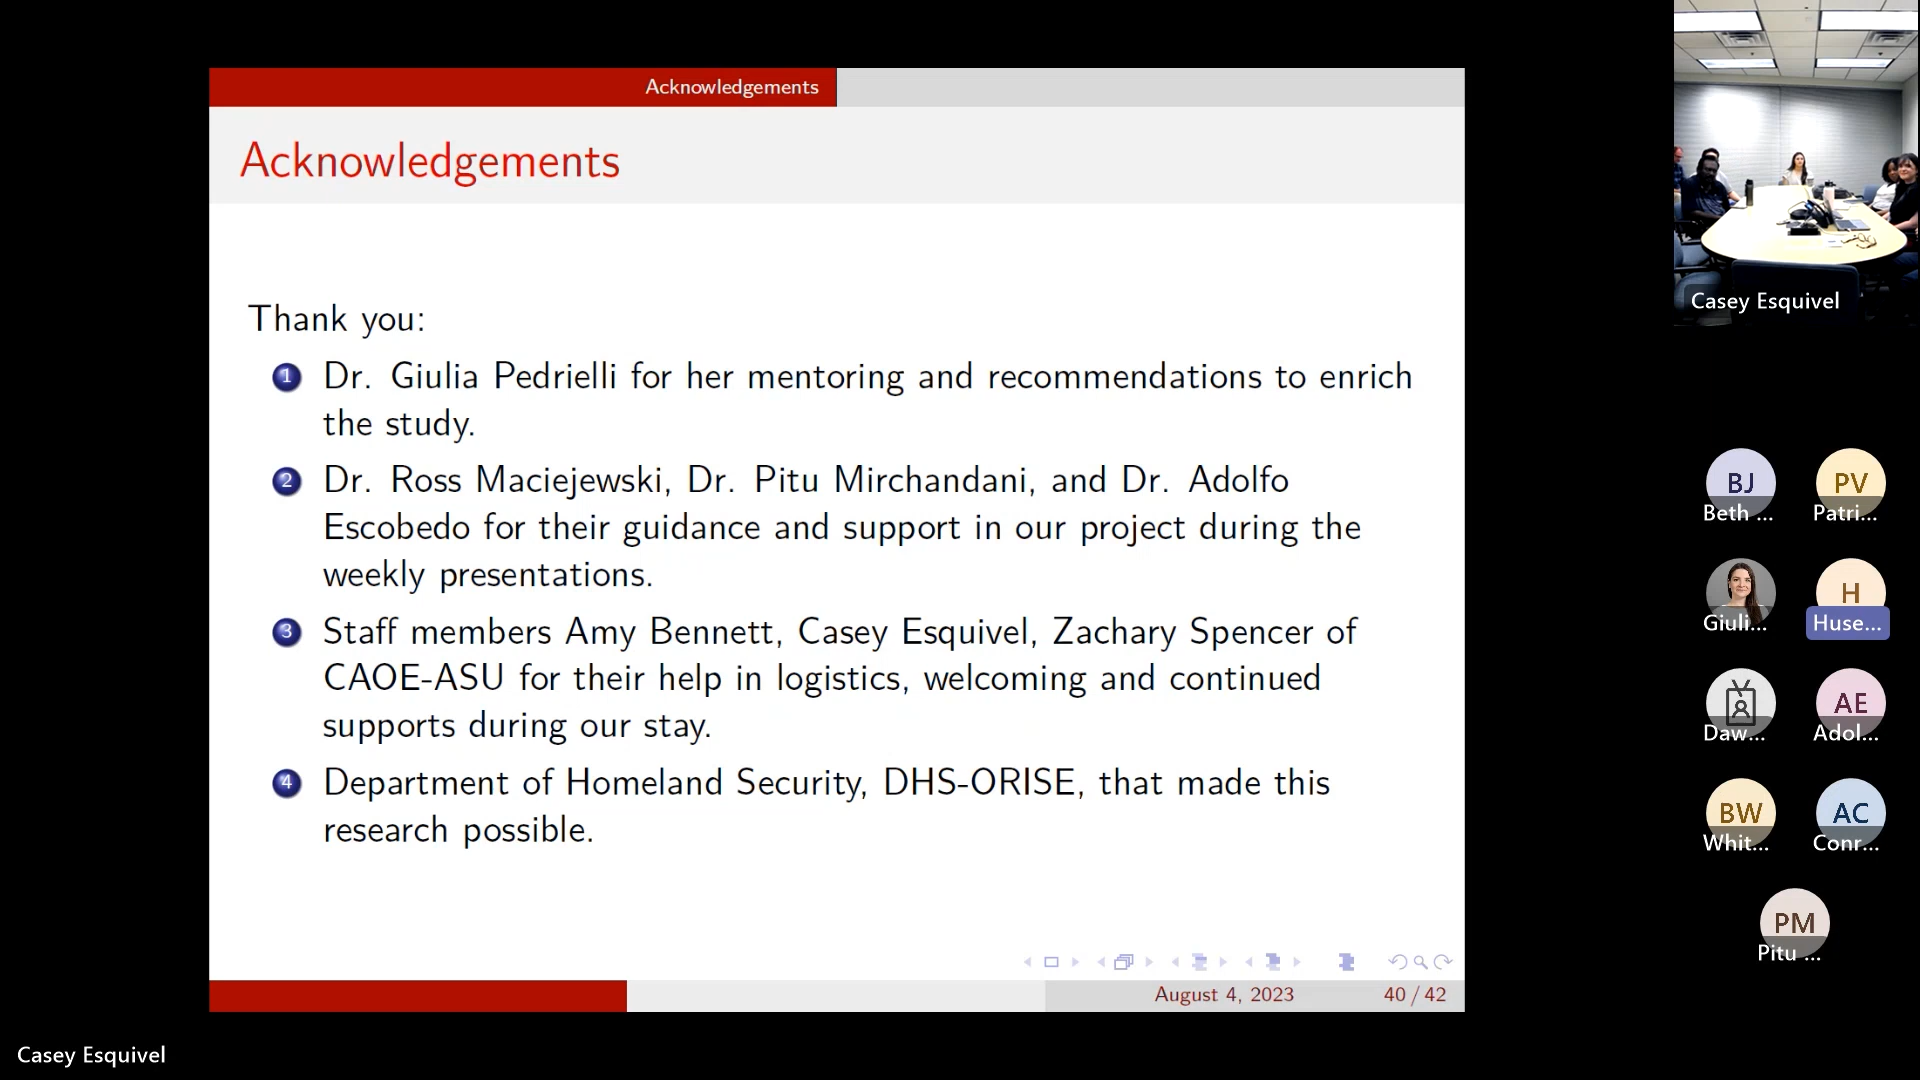 Acknowledgements
Acknowledgements
Thank you:
1 Dr. Giulia Pedrielli for her mentoring and recommendations to enrich
the study.
2 Dr. Ross Maciejewski, Dr. Pitu Mirchandani, and Dr. Adolfo
Escobedo for their guidance and support in our project during the
weekly presentations.
3 Staff members Amy Bennett, Casey Esquivel, Zachary Spencer of
CAOE-ASU for their help in logistics, welcoming and continued
supports during our stay.
4 Department of Homeland Security, DHS-ORISE, that made this
research possible.
August 4, 2023 40 / 42
Casey Esquivel
Casey Esquivel
BJ PV
Beth ... Patri...
H
Giuli... Huse...
AE
Daw... Adol...
BW AC
Whit... Conr...
PM
Pitu ...